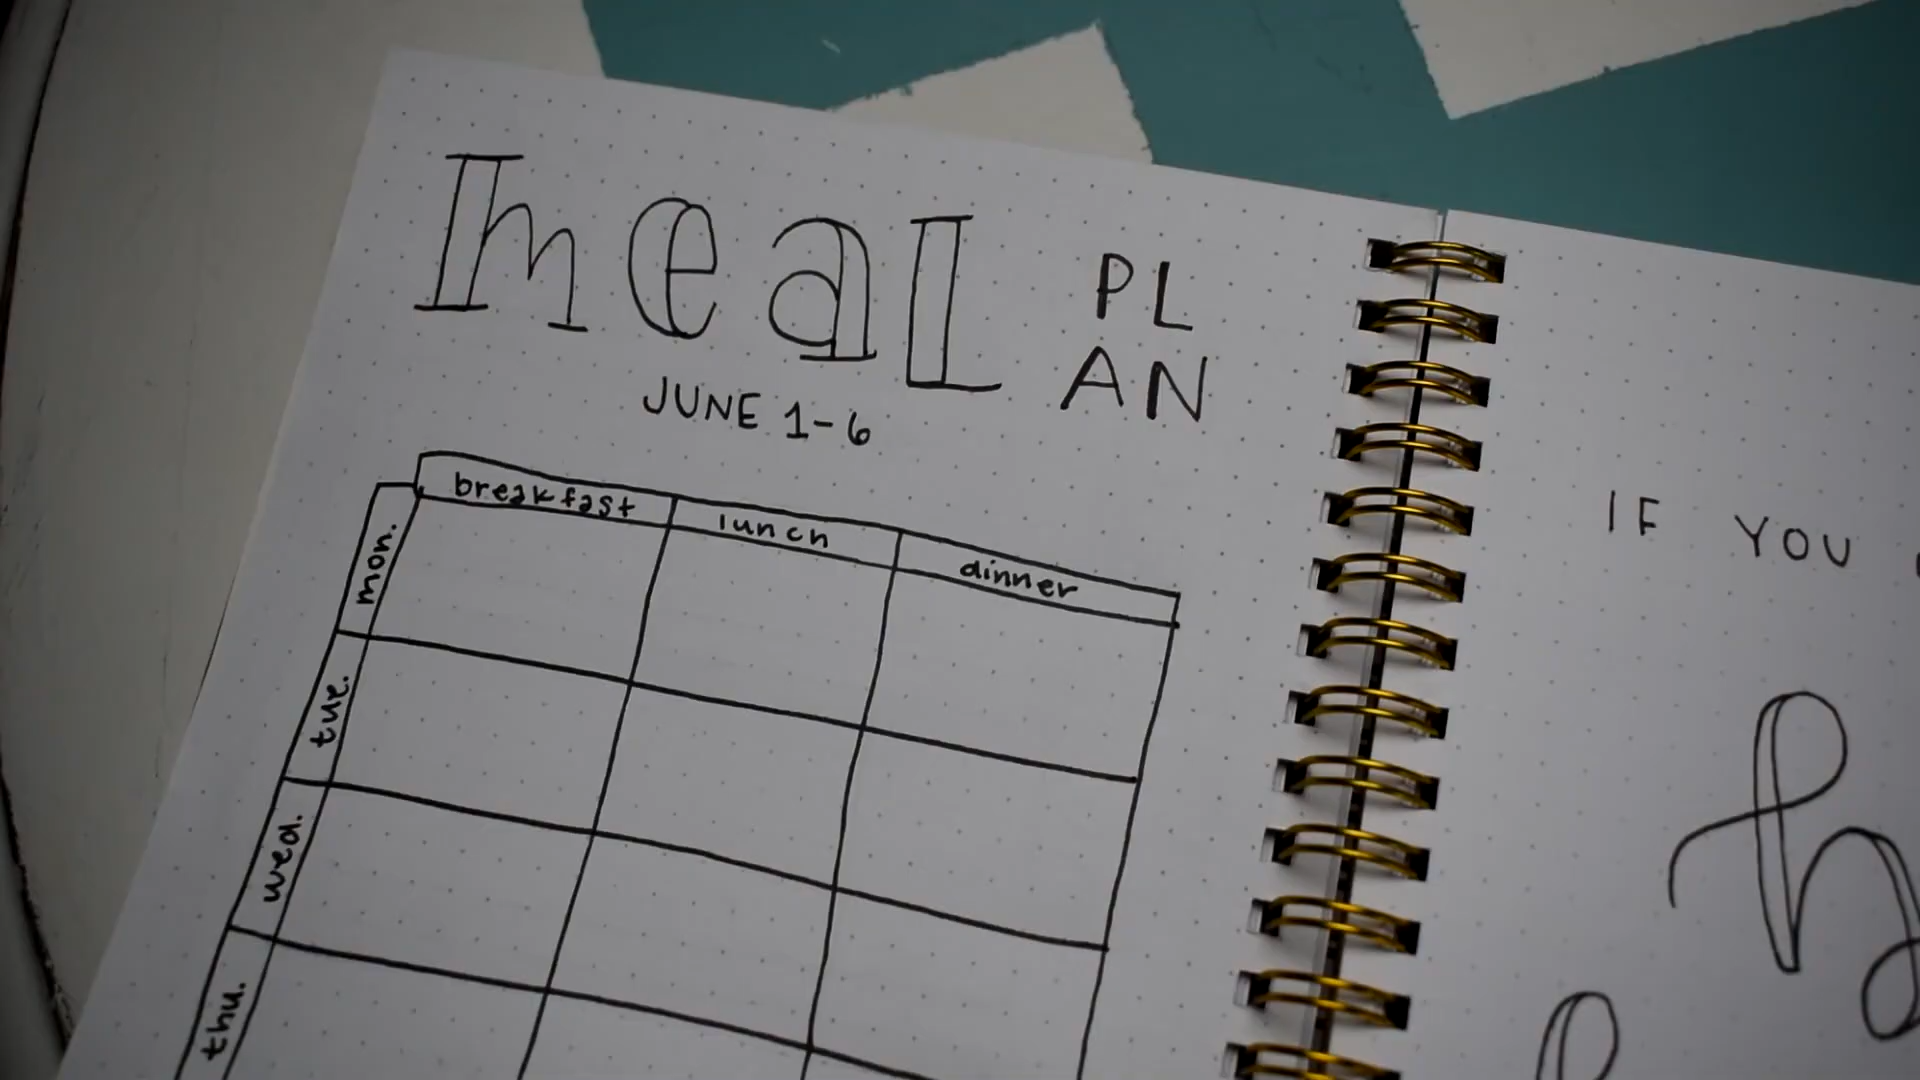 meaL PL
AN
JUNE 1-6
breakfast lunch dinner
mon.
tue.
wed.
thu.
IF YOU